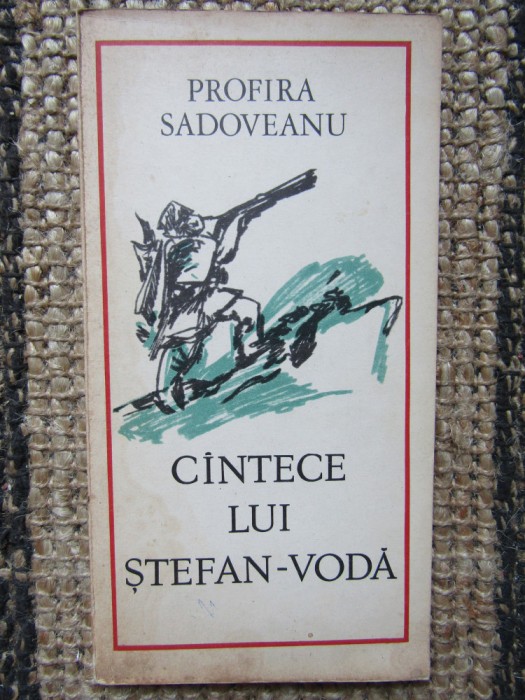 PROFIRA
SADOVEANU
CÎNTECE
LUI
ȘTEFAN-VODĂ